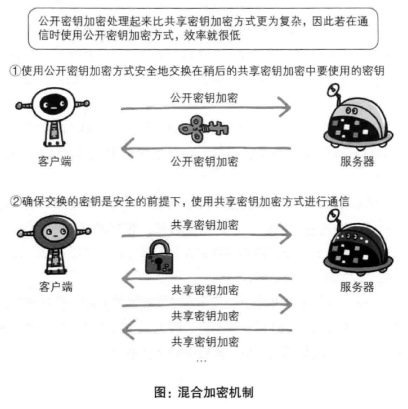 公开密钥加密处理起来比共享密钥加密方式更为复杂，因此若在通
信时使用公开密钥加密方式，效率就很低
①使用公开密钥加密方式安全地交换在稍后的共享密钥加密中要使用的密钥
公开密钥加密
公开密钥加密
客户端
服务器
②确保交换的密钥是安全的前提下，使用共享密钥加密方式进行通信
共享密钥加密
共享密钥加密
客户端
服务器
共享密钥加密
共享密钥加密
…
图：混合加密机制